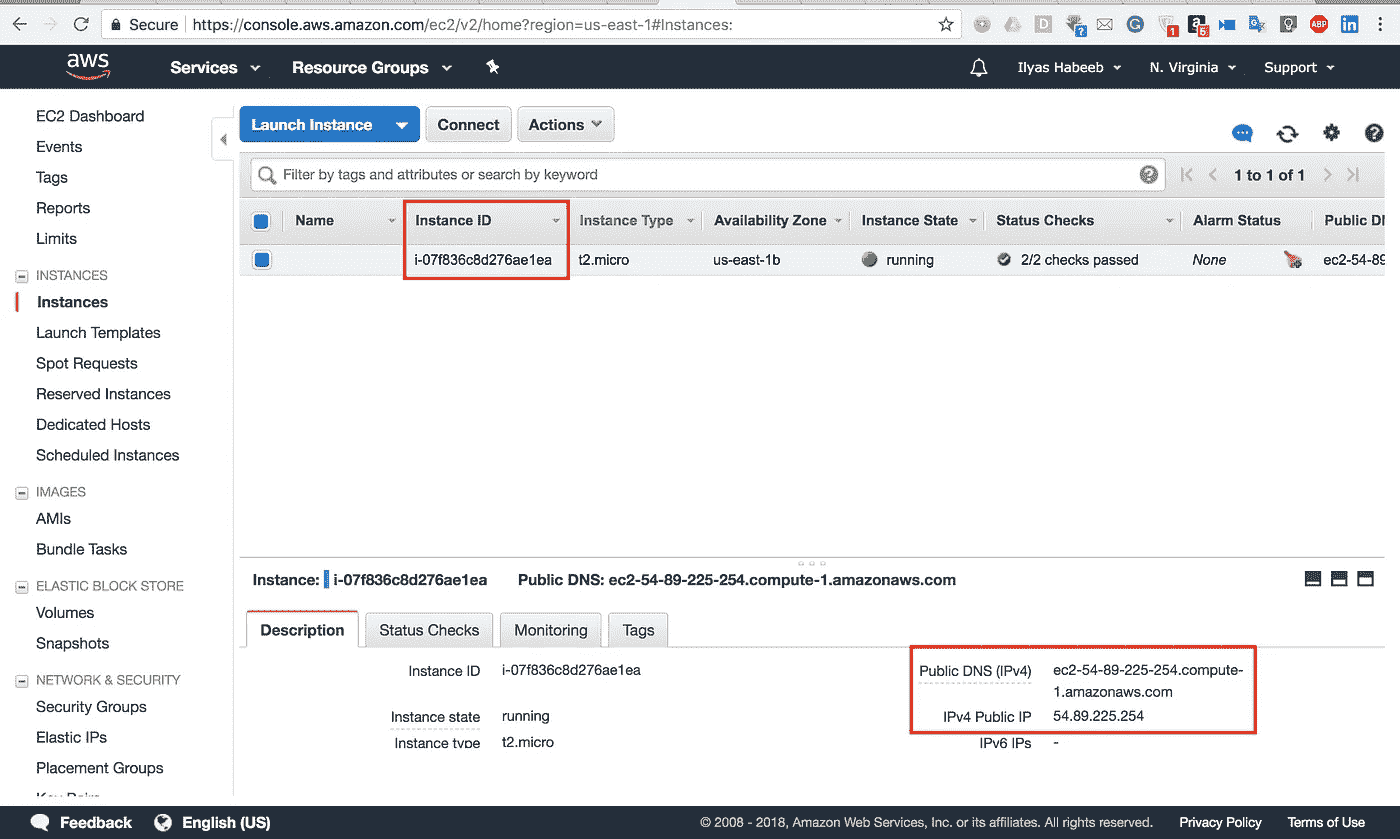 Secure https://console.aws.amazon.com/ec2/v2/home?region=us-east-1#Instances:
D ? 1 a 6 ABP in
aws Services Resource Groups Ilyas Habeeb N. Virginia Support
EC2 Dashboard
Events
Tags
Reports
Limits
INSTANCES
Instances
Launch Templates
Spot Requests
Reserved Instances
Dedicated Hosts
Scheduled Instances
IMAGES
AMIs
Bundle Tasks
ELASTIC BLOCK STORE
Volumes
Snapshots
NETWORK & SECURITY
Security Groups
Elastic IPs
Placement Groups
Launch Instance Connect Actions
Filter by tags and attributes or search by keyword 1 to 1 of 1
Name Instance ID Instance Type Availability Zone Instance State Status Checks Alarm Status Public DN
i-07f836c8d276ae1ea t2.micro us-east-1b running 2/2 checks passed None ec2-54-89
Instance: i-07f836c8d276ae1ea Public DNS: ec2-54-89-225-254.compute-1.amazonaws.com
Description Status Checks Monitoring Tags
Instance ID i-07f836c8d276ae1ea
Instance state running
Instance type t2.micro
Public DNS (IPv4) ec2-54-89-225-254.compute-
1.amazonaws.com
IPv4 Public IP 54.89.225.254
IPv6 IPs -
Feedback English (US) © 2008 - 2018, Amazon Web Services, Inc. or its affiliates. All rights reserved. Privacy Policy Terms of Use